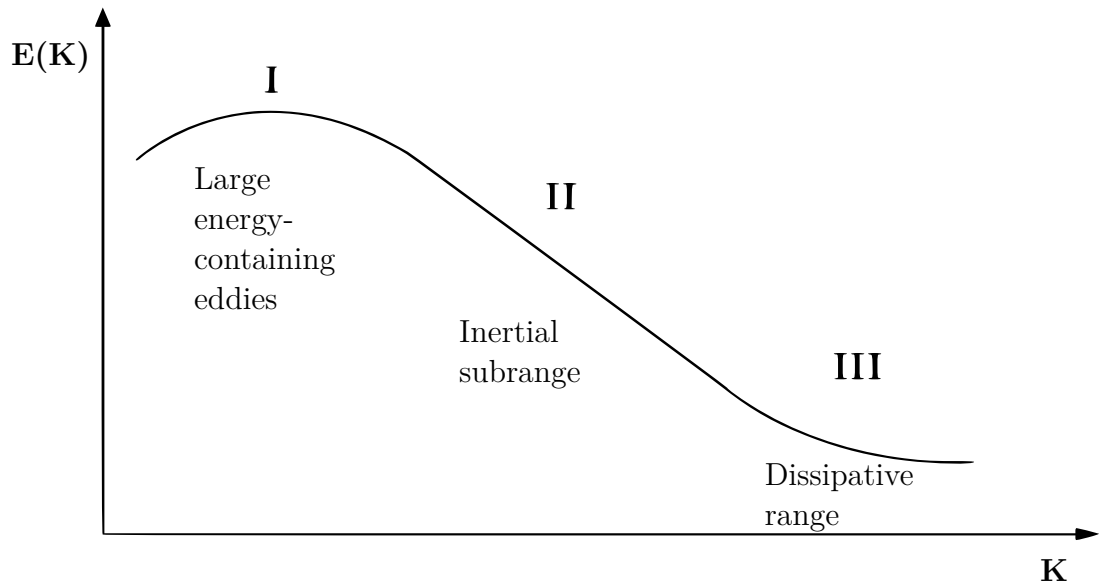 E(K)
I
Large
energy-
containing
eddies
II
Inertial
subrange
III
Dissipative
range
K